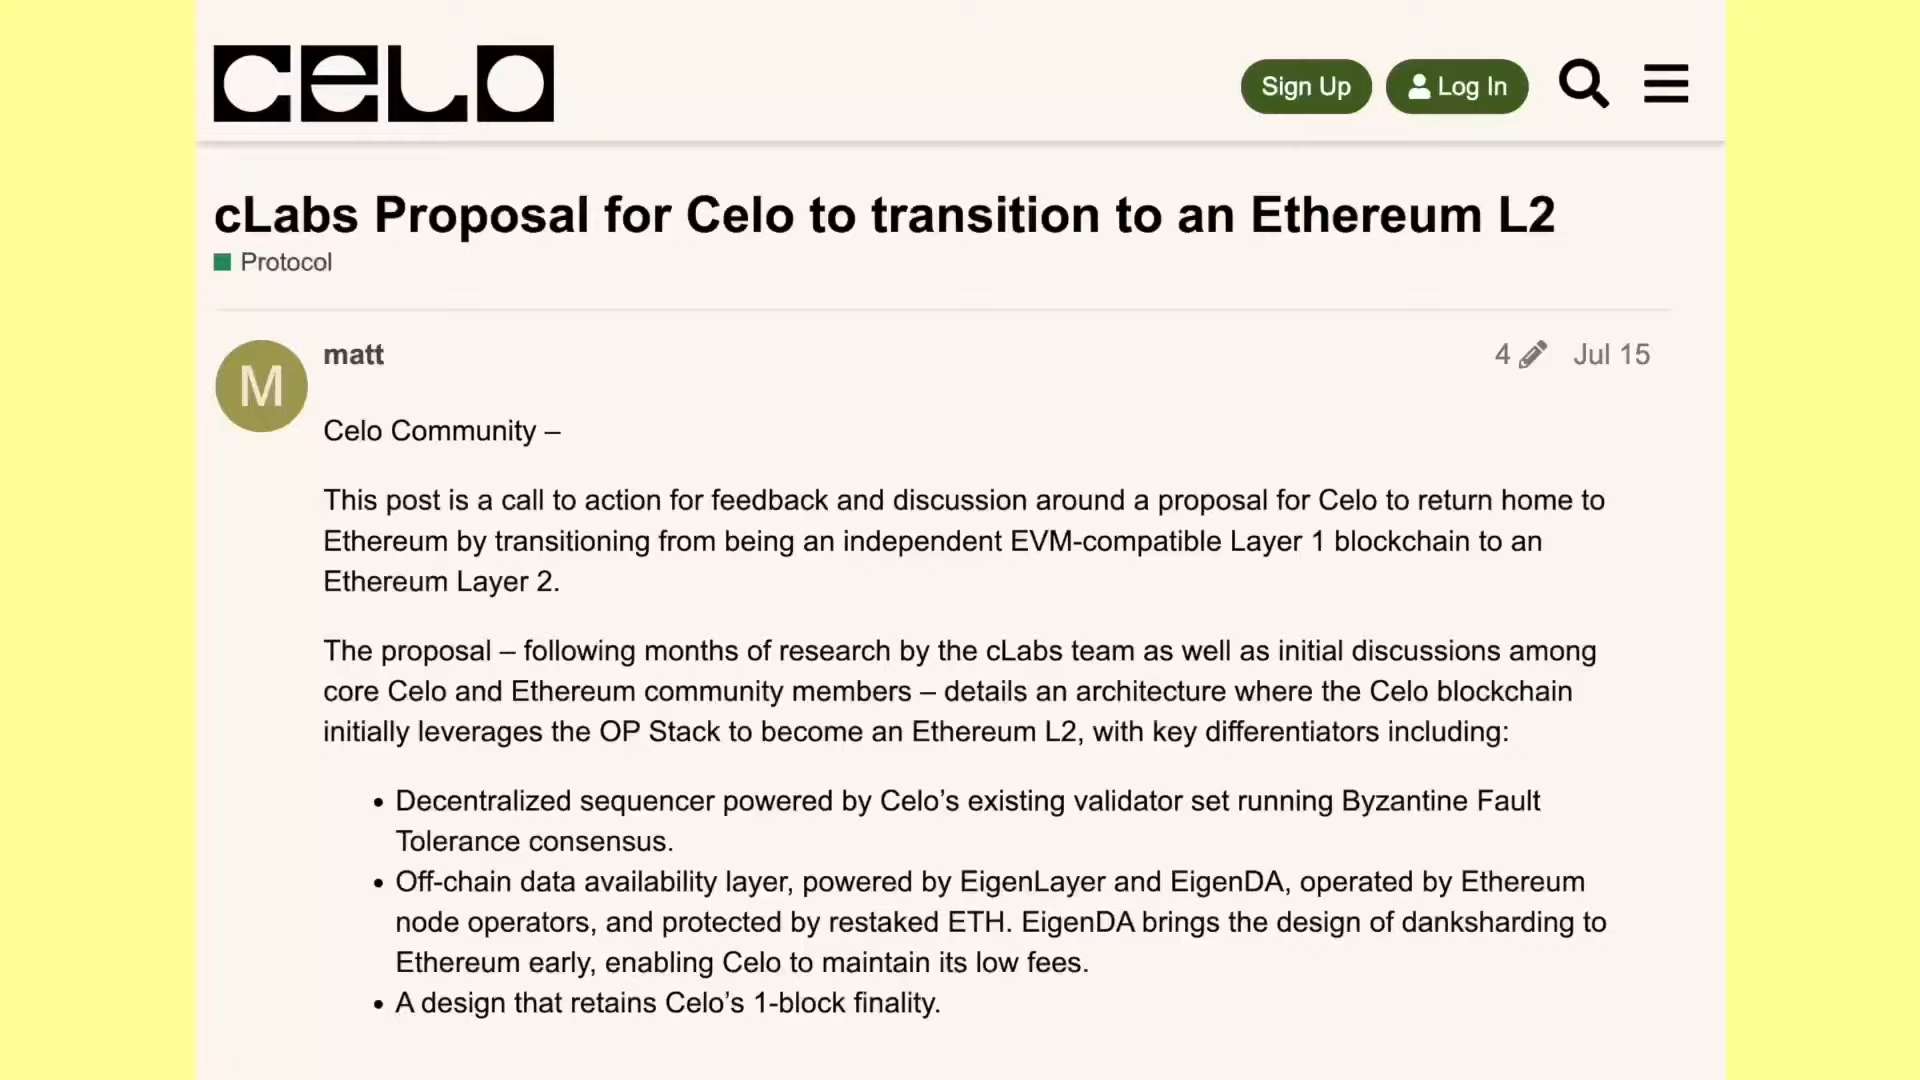 CELO
Sign Up
Log In
cLabs Proposal for Celo to transition to an Ethereum L2
Protocol
M
matt
4
Jul 15
Celo Community –
This post is a call to action for feedback and discussion around a proposal for Celo to return home to
Ethereum by transitioning from being an independent EVM-compatible Layer 1 blockchain to an
Ethereum Layer 2.
The proposal – following months of research by the cLabs team as well as initial discussions among
core Celo and Ethereum community members – details an architecture where the Celo blockchain
initially leverages the OP Stack to become an Ethereum L2, with key differentiators including:
• Decentralized sequencer powered by Celo’s existing validator set running Byzantine Fault
Tolerance consensus.
• Off-chain data availability layer, powered by EigenLayer and EigenDA, operated by Ethereum
node operators, and protected by restaked ETH. EigenDA brings the design of danksharding to
Ethereum early, enabling Celo to maintain its low fees.
• A design that retains Celo’s 1-block finality.